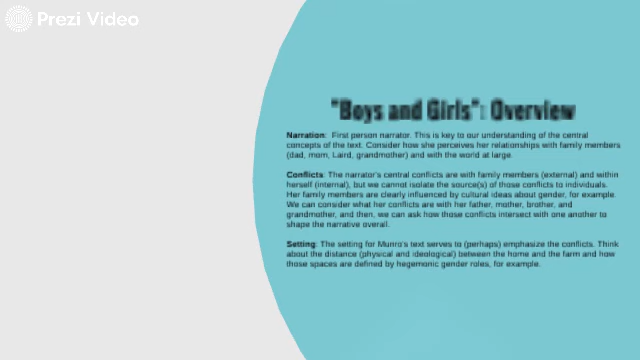 Prezi Video
"Boys and Girls": Overview
Narration: First person narrator. This is key to our understanding of the central
concepts of the text. Consider how she perceives her relationships with family members
(dad, mom, Laird, grandmother) and with the world at large.
Conflicts: The narrator's central conflicts are with family members (external) and within
herself (internal), but we cannot isolate the source(s) of those conflicts to individuals.
Her family members are clearly influenced by cultural ideas about gender, for example.
We can consider what her conflicts are with her father, mother, brother, and
grandmother, and then, we can ask how those conflicts intersect with one another to
shape the narrative overall.
Setting: The setting for Munro's text serves to (perhaps) emphasize the conflicts. Think
about the distance (physical and ideological) between the home and the farm and how
those spaces are defined by hegemonic gender roles, for example.